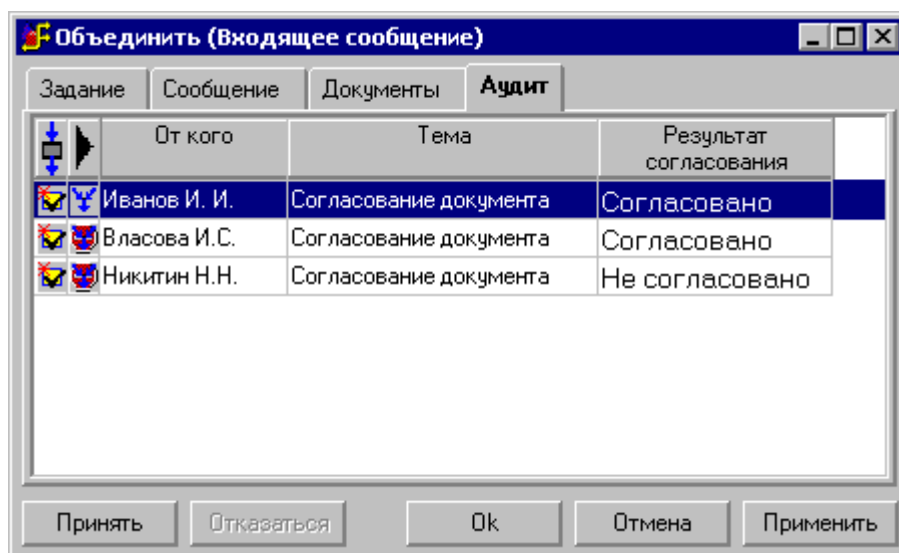 Объединить (Входящее сообщение)
Задание Сообщение Документы Аудит
От кого Тема Результат согласования
Иванов И. И. Согласование документа Согласовано
Власова И.С. Согласование документа Согласовано
Никитин Н.Н. Согласование документа Не согласовано
Принять Отказаться Ok Отмена Применить